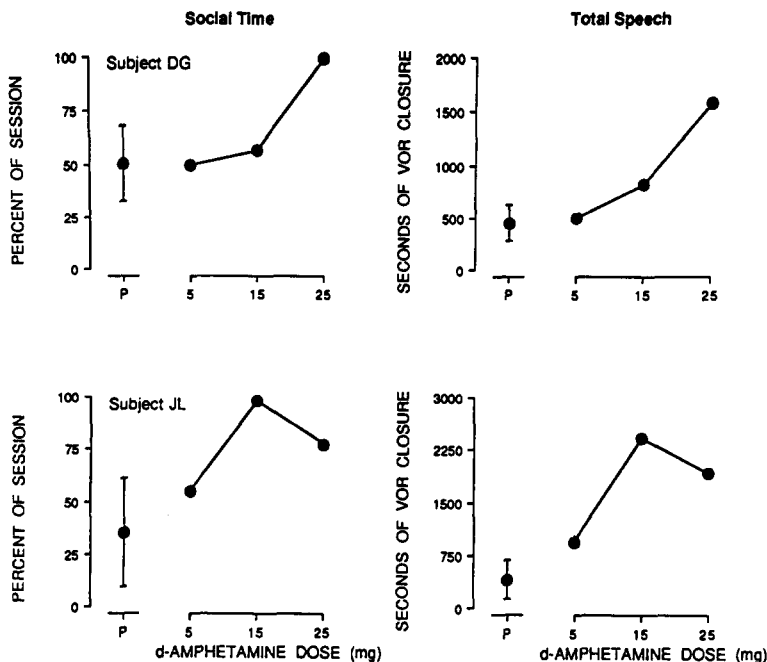 Social Time
Total Speech
Subject DG
PERCENT OF SESSION
100
75
50
25
0
P
5
15
25
SECONDS OF VOR CLOSURE
2000
1500
1000
500
0
P
5
15
25
Subject JL
PERCENT OF SESSION
100
75
50
25
0
P
5
15
25
d-AMPHETAMINE DOSE (mg)
SECONDS OF VOR CLOSURE
3000
2250
1500
750
0
P
5
15
25
d-AMPHETAMINE DOSE (mg)